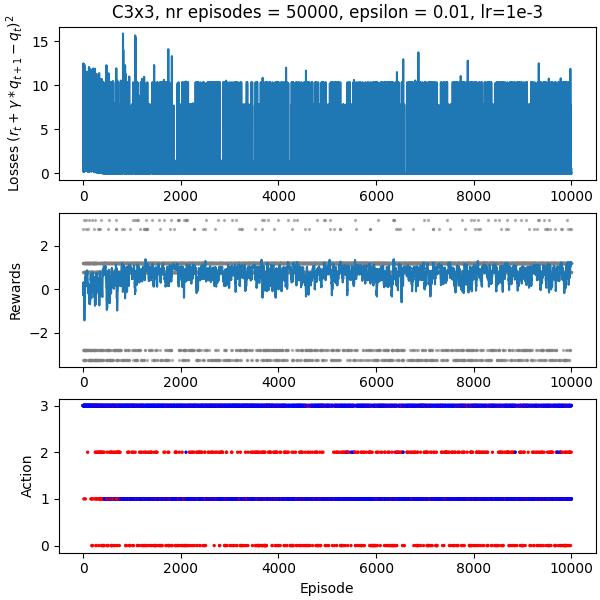 C3x3, nr episodes = 50000, epsilon = 0.01, lr=1e-3
Losses (r_t + γ * q_{t+1} − q_t)^2
15
10
5
0
0 2000 4000 6000 8000 10000
Rewards
2
0
−2
0 2000 4000 6000 8000 10000
Action
3
2
1
0
0 2000 4000 6000 8000 10000
Episode